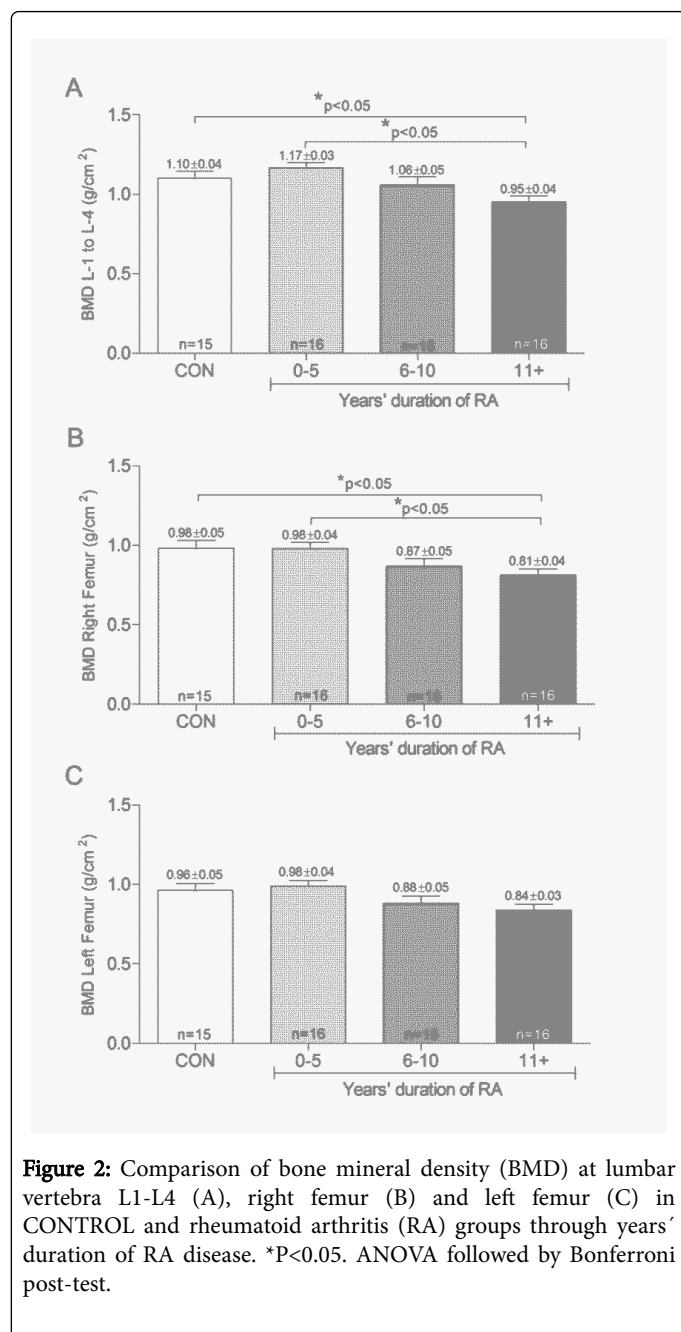 A
BMD L-1 to L-4 (g/cm²)
1.5
1.0
0.5
0.0
*p<0.05
*p<0.05
1.10±0.04
1.17±0.03
1.06±0.05
0.95±0.04
n=15
n=16
n=16
n=16
CON
0-5
6-10
11+
Years' duration of RA
B
BMD Right Femur (g/cm²)
1.5
1.0
0.5
0.0
*p<0.05
*p<0.05
0.98±0.05
0.98±0.04
0.87±0.05
0.81±0.04
n=15
n=16
n=16
n=16
CON
0-5
6-10
11+
Years' duration of RA
C
BMD Left Femur (g/cm²)
1.5
1.0
0.5
0.0
0.96±0.05
0.98±0.04
0.88±0.05
0.84±0.03
n=15
n=16
n=16
n=16
CON
0-5
6-10
11+
Years' duration of RA
Figure 2: Comparison of bone mineral density (BMD) at lumbar
vertebra L1-L4 (A), right femur (B) and left femur (C) in
CONTROL and rheumatoid arthritis (RA) groups through years´
duration of RA disease. *P<0.05. ANOVA followed by Bonferroni
post-test.